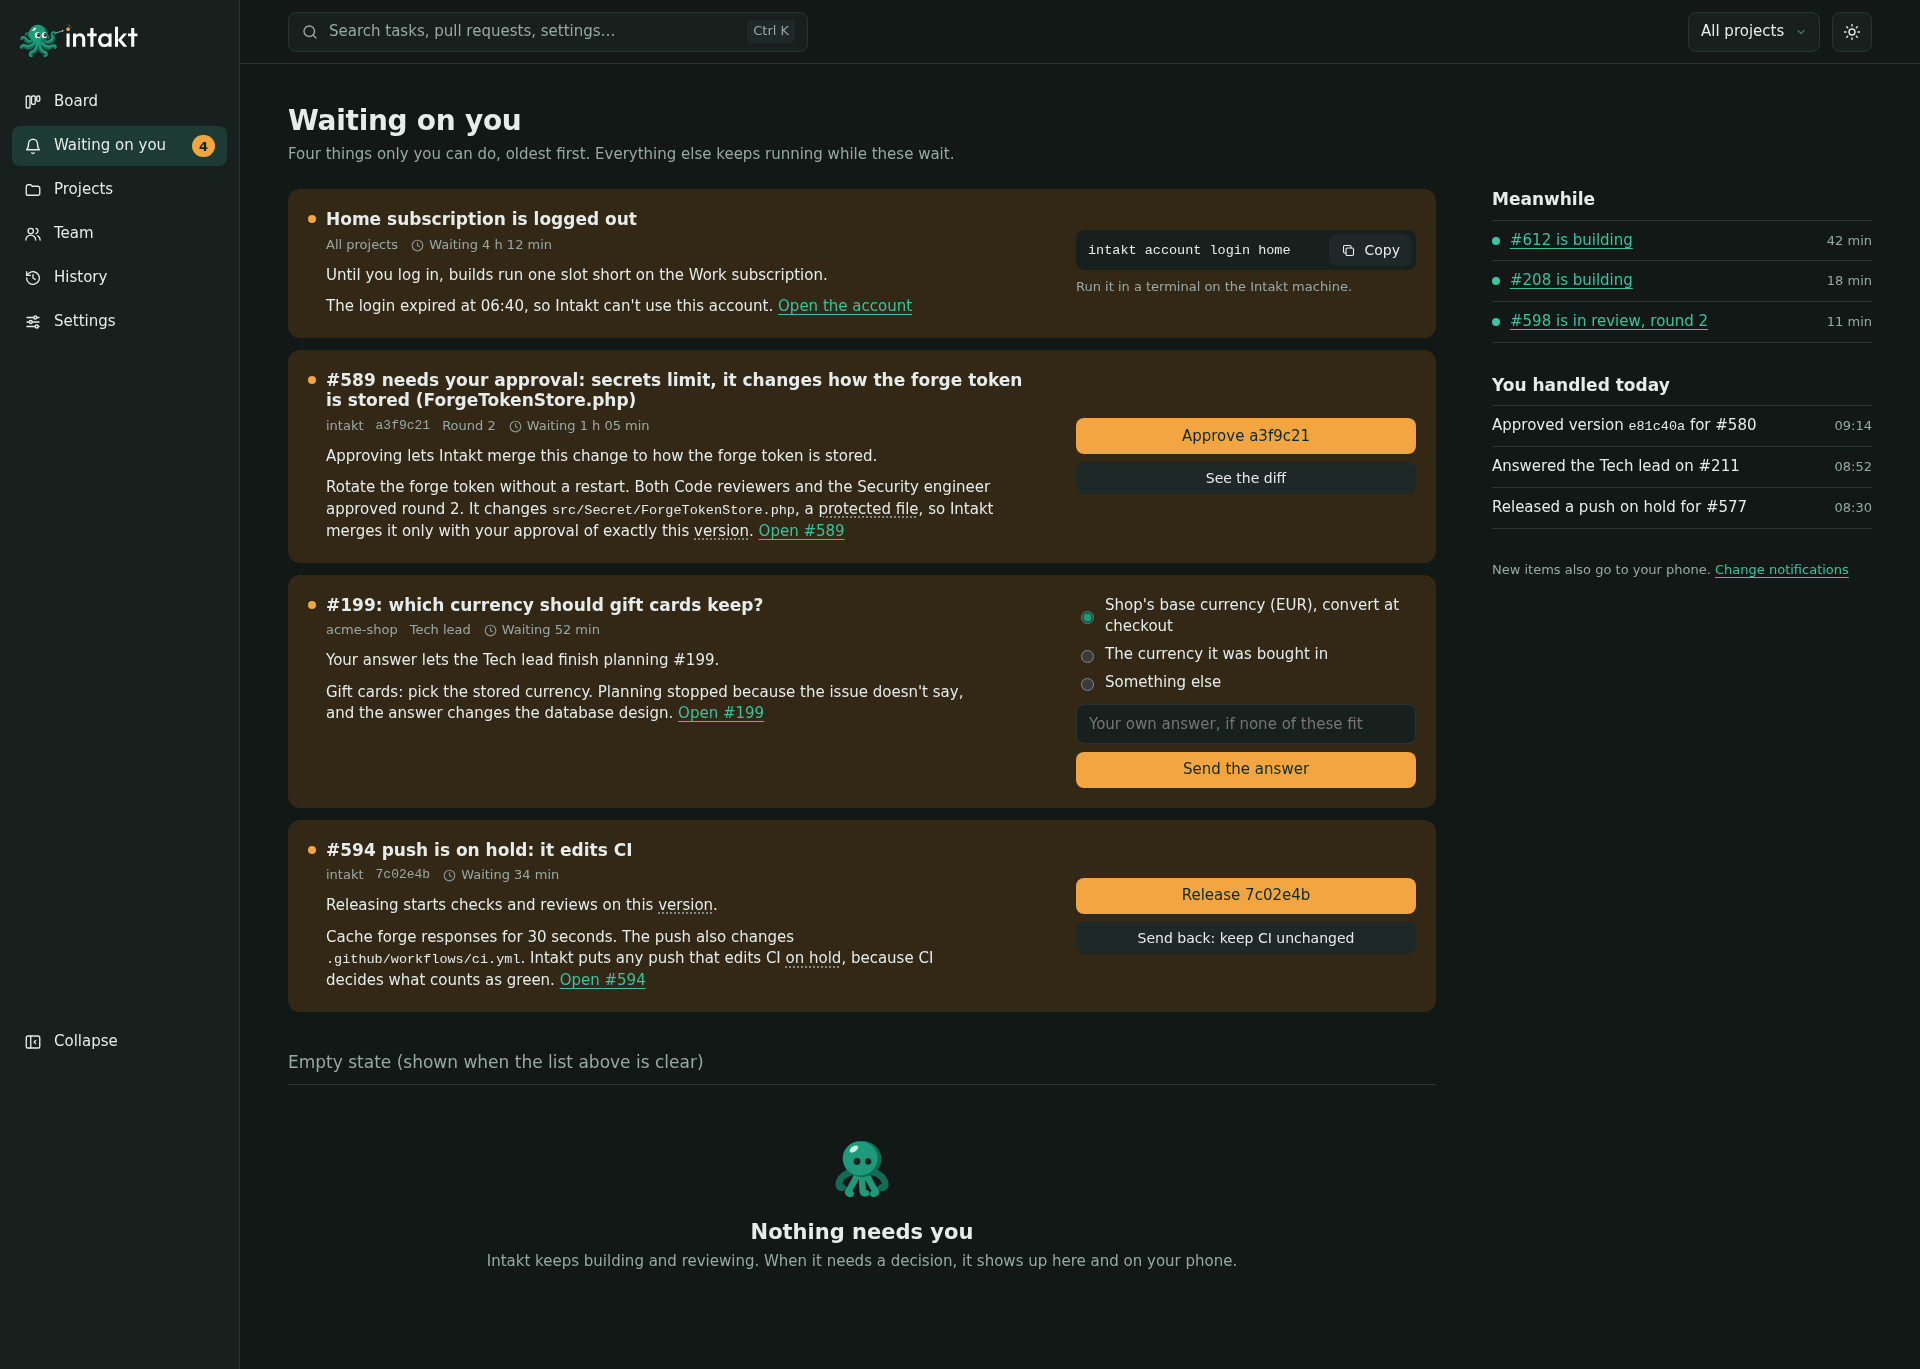 intakt
Board
Waiting on you 4
Projects
Team
History
Settings
Collapse
Search tasks, pull requests, settings… Ctrl K
All projects
Waiting on you
Four things only you can do, oldest first. Everything else keeps running while these wait.
Home subscription is logged out
All projects Waiting 4 h 12 min
Until you log in, builds run one slot short on the Work subscription.
The login expired at 06:40, so Intakt can't use this account. Open the account
intakt account login home Copy
Run it in a terminal on the Intakt machine.
#589 needs your approval: secrets limit, it changes how the forge token
is stored (ForgeTokenStore.php)
intakt a3f9c21 Round 2 Waiting 1 h 05 min
Approving lets Intakt merge this change to how the forge token is stored.
Rotate the forge token without a restart. Both Code reviewers and the Security engineer
approved round 2. It changes src/Secret/ForgeTokenStore.php, a protected file, so Intakt
merges it only with your approval of exactly this version. Open #589
Approve a3f9c21
See the diff
#199: which currency should gift cards keep?
acme-shop Tech lead Waiting 52 min
Your answer lets the Tech lead finish planning #199.
Gift cards: pick the stored currency. Planning stopped because the issue doesn't say,
and the answer changes the database design. Open #199
Shop's base currency (EUR), convert at
checkout
The currency it was bought in
Something else
Your own answer, if none of these fit
Send the answer
#594 push is on hold: it edits CI
intakt 7c02e4b Waiting 34 min
Releasing starts checks and reviews on this version.
Cache forge responses for 30 seconds. The push also changes
.github/workflows/ci.yml. Intakt puts any push that edits CI on hold, because CI
decides what counts as green. Open #594
Release 7c02e4b
Send back: keep CI unchanged
Empty state (shown when the list above is clear)
Nothing needs you
Intakt keeps building and reviewing. When it needs a decision, it shows up here and on your phone.
Meanwhile
#612 is building 42 min
#208 is building 18 min
#598 is in review, round 2 11 min
You handled today
Approved version e81c40a for #580 09:14
Answered the Tech lead on #211 08:52
Released a push on hold for #577 08:30
New items also go to your phone. Change notifications